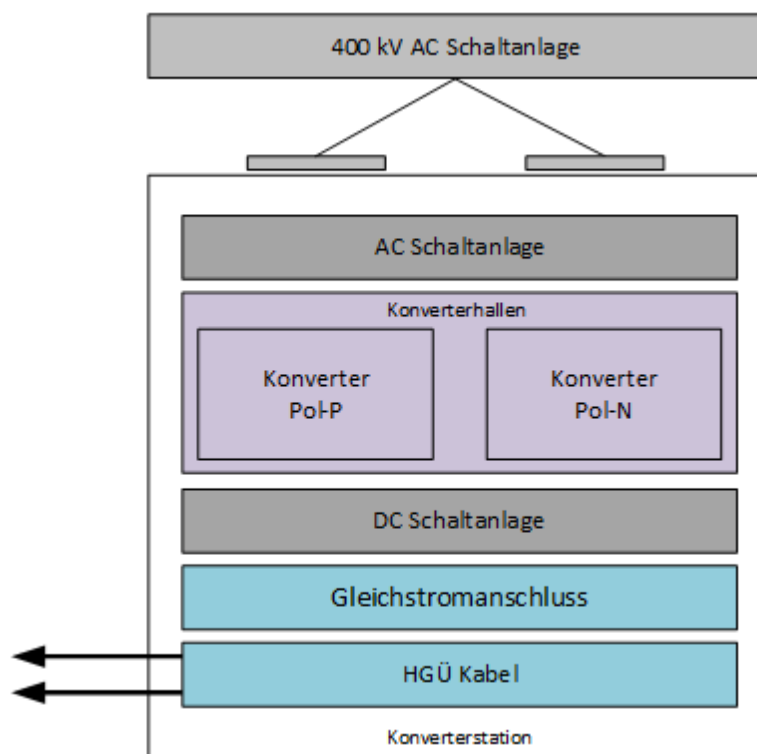 400 kV AC Schaltanlage
AC Schaltanlage
Konverterhallen
Konverter
Pol-P
Konverter
Pol-N
DC Schaltanlage
Gleichstromanschluss
HGÜ Kabel
Konverterstation